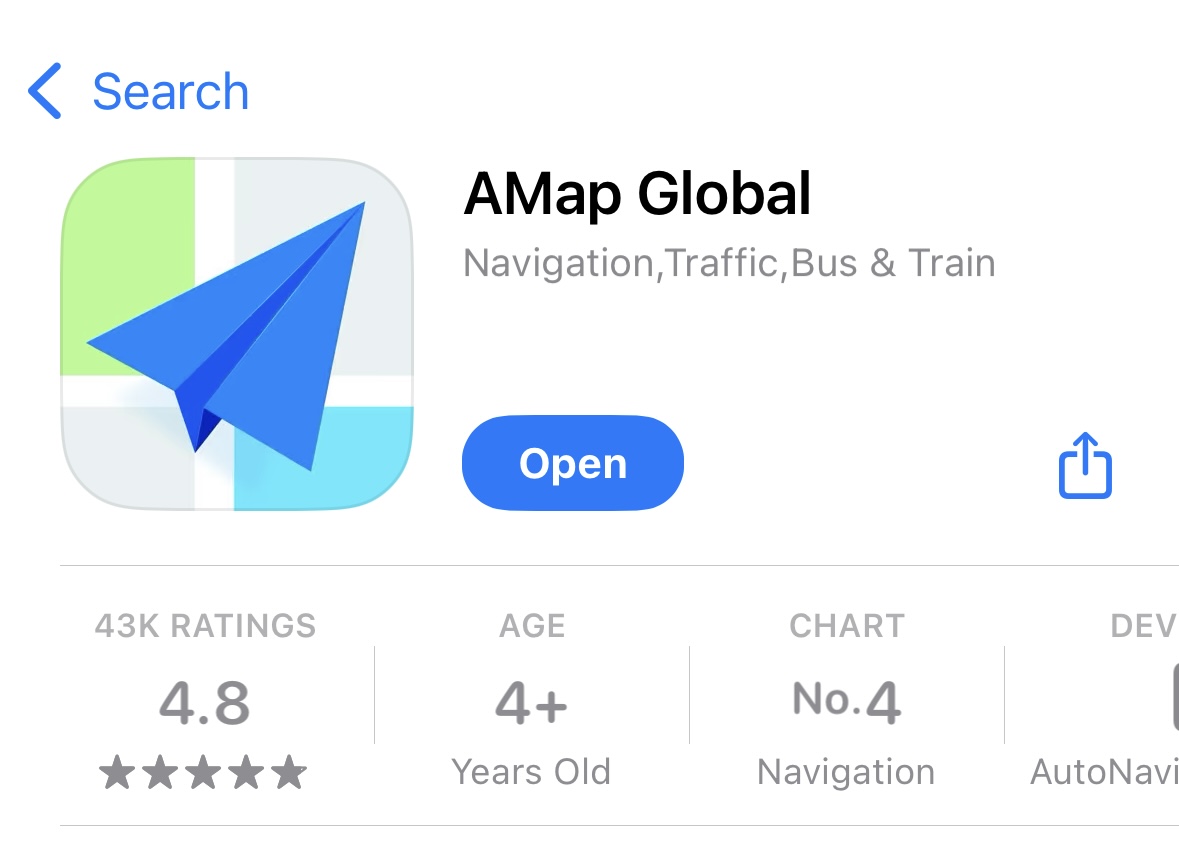 Search
AMap Global
Navigation,Traffic,Bus & Train
Open
43K RATINGS
4.8
AGE
4+
Years Old
CHART
No.4
Navigation
DEV
AutoNavi